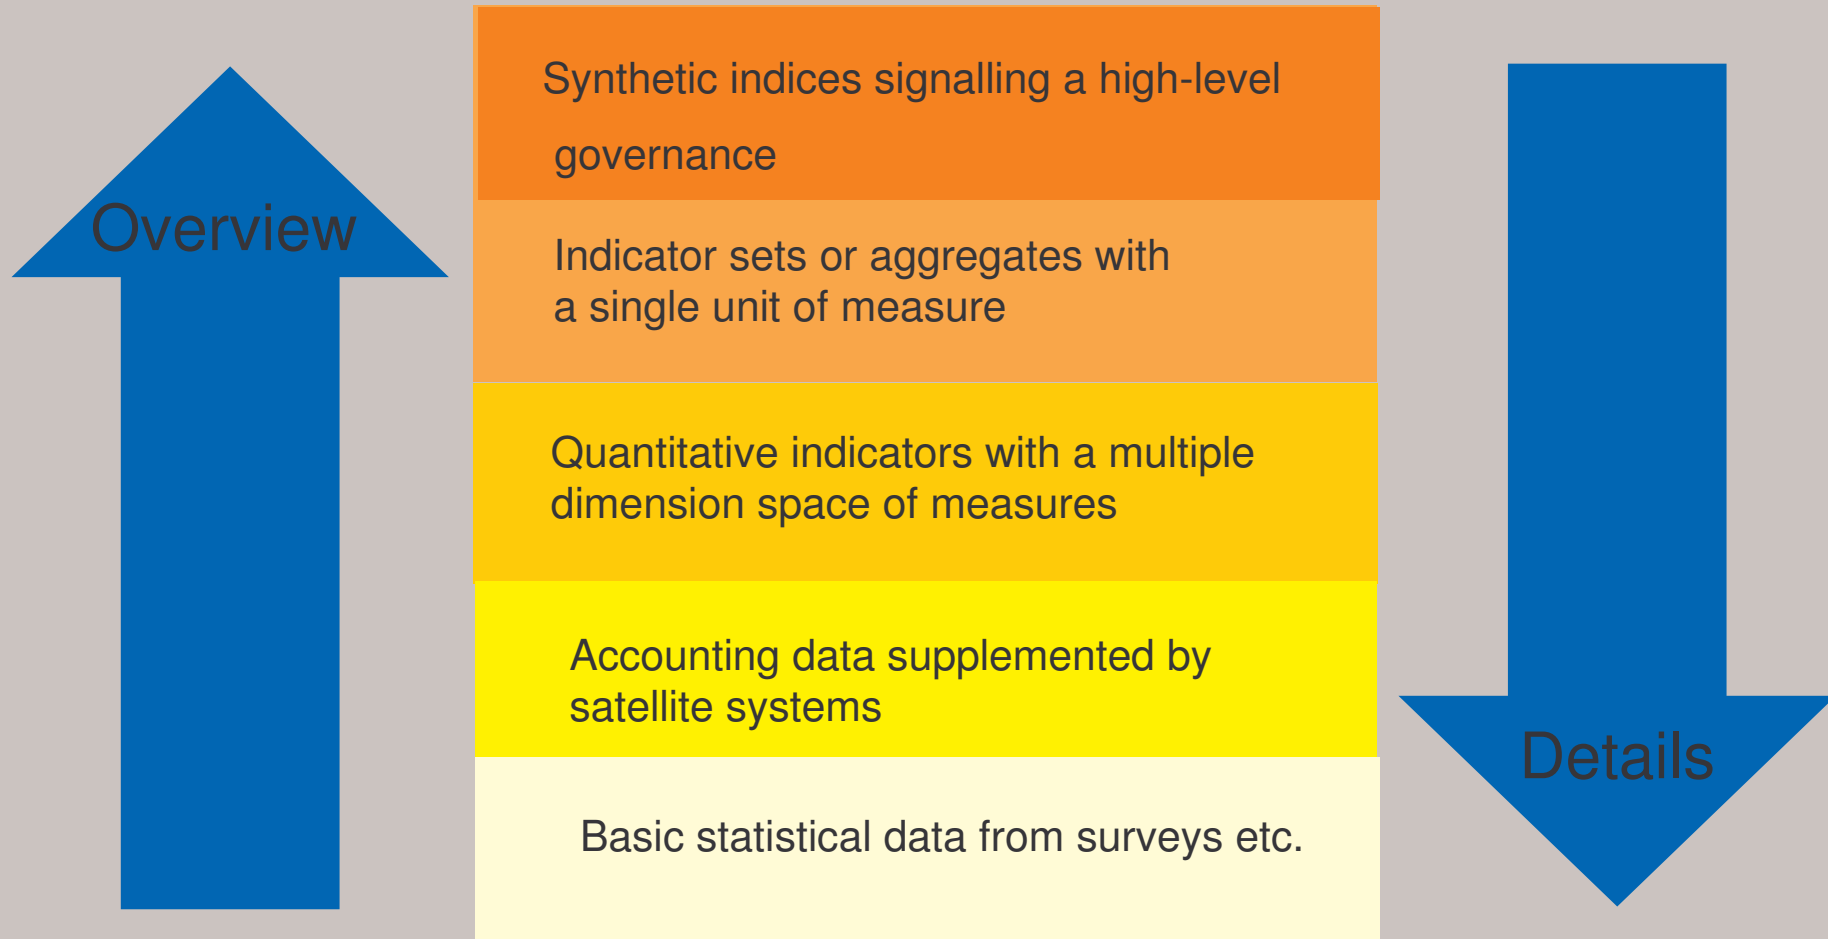 Synthetic indices signalling a high-level
governance
Overview
Indicator sets or aggregates with
a single unit of measure
Quantitative indicators with a multiple
dimension space of measures
Accounting data supplemented by
satellite systems
Details
Basic statistical data from surveys etc.